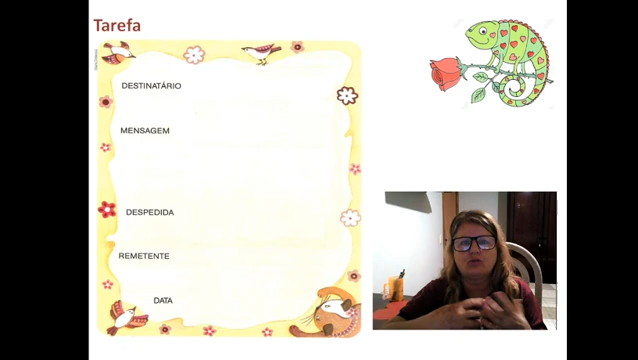 Tarefa
DESTINATÁRIO
MENSAGEM
DESPEDIDA
REMETENTE
DATA